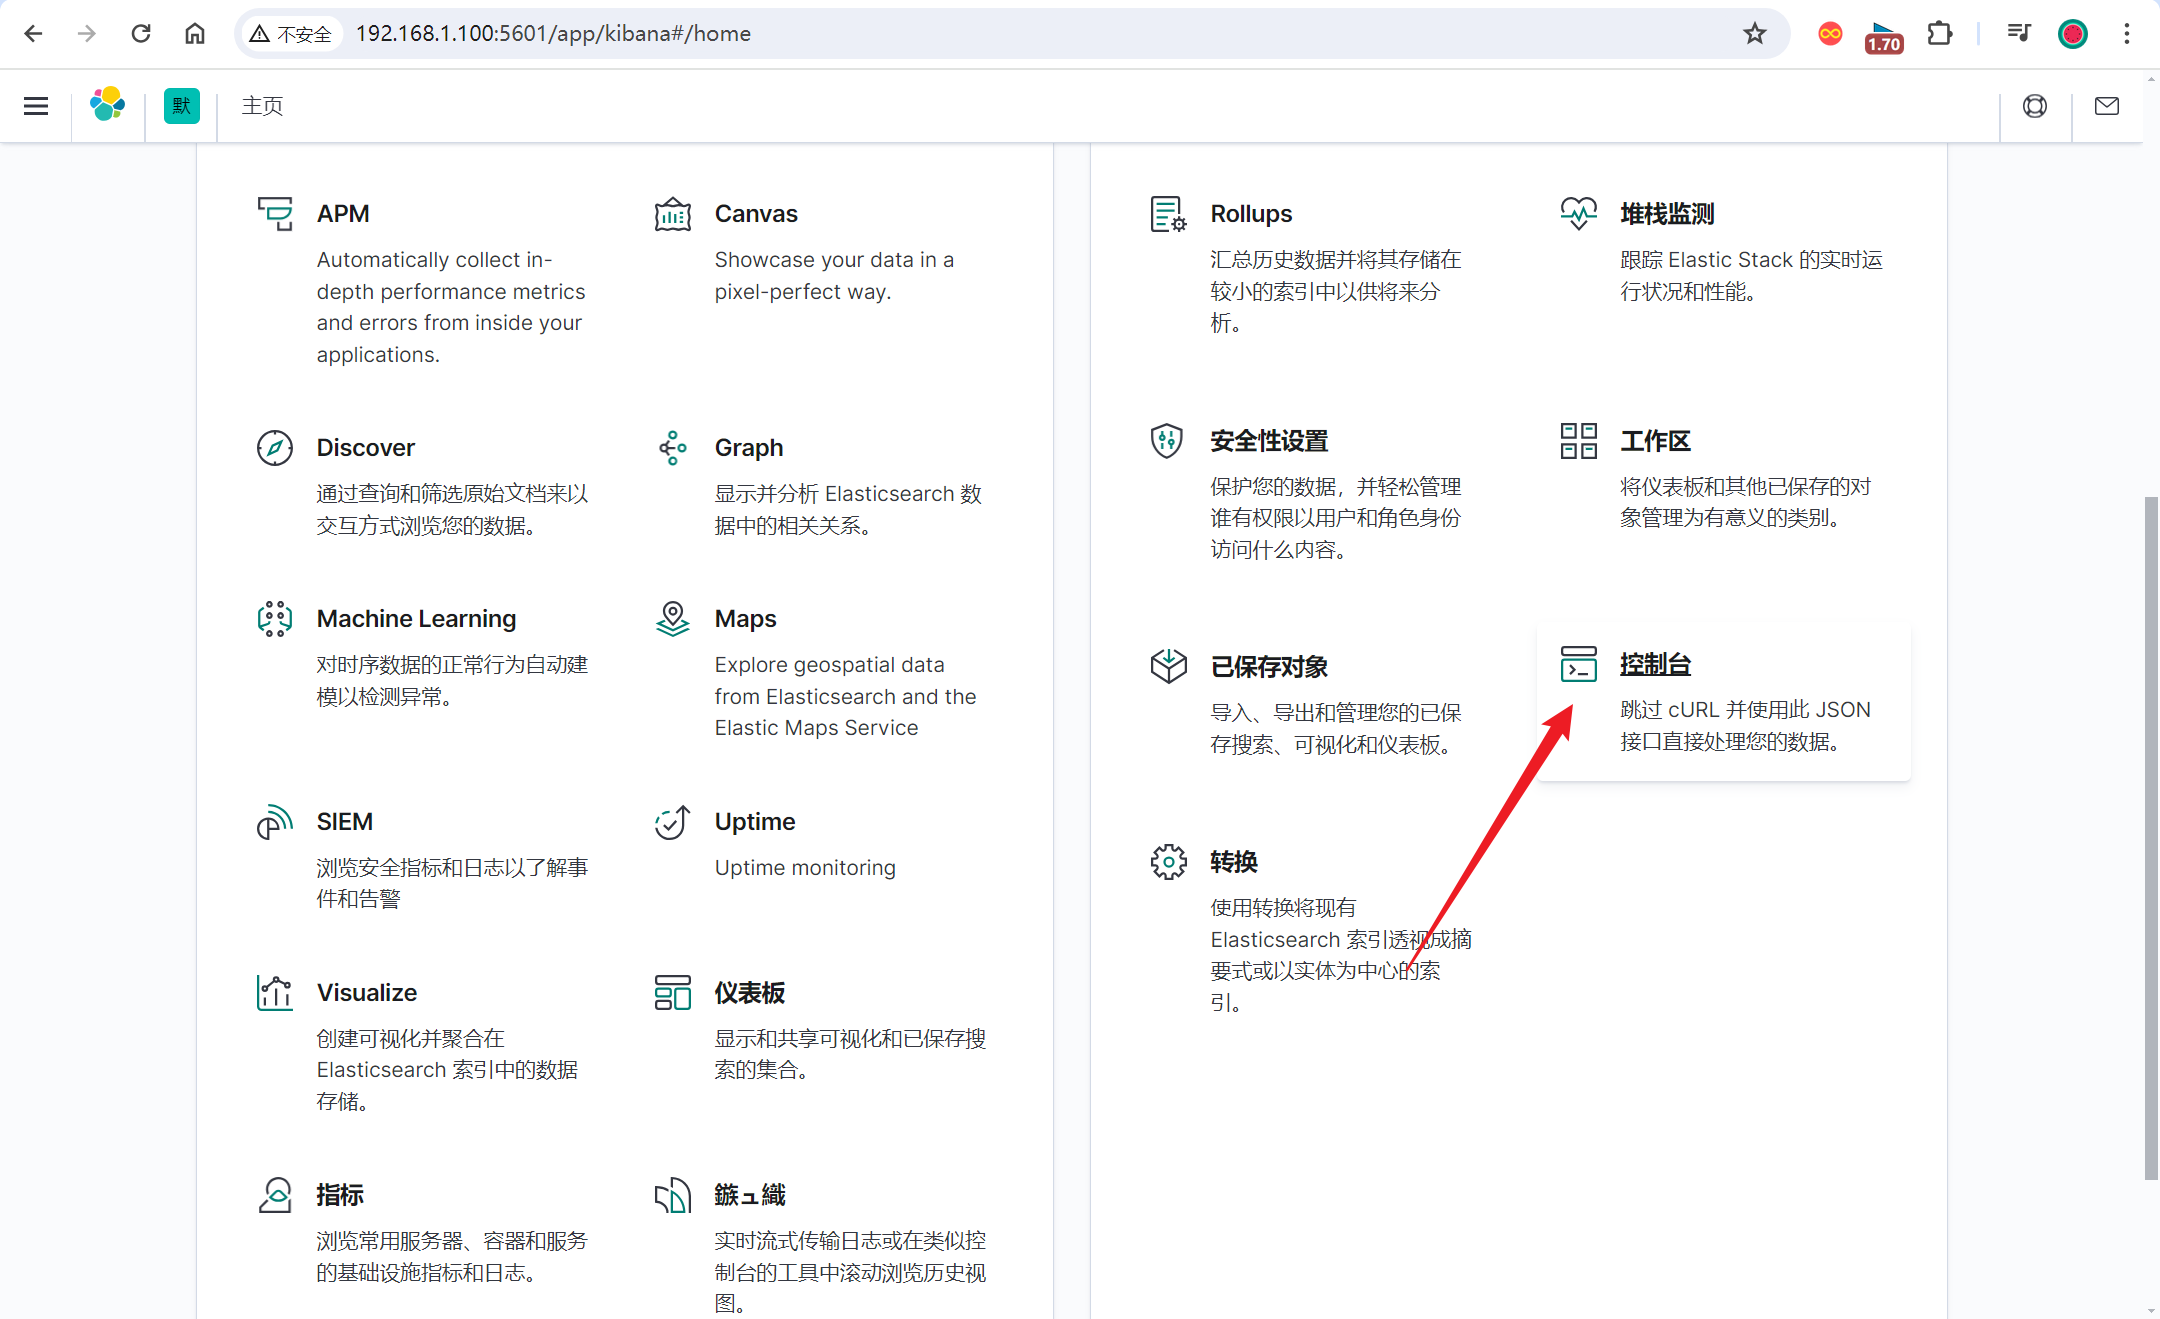 不安全
192.168.1.100:5601/app/kibana#/home
1.70
默
主页
APM
Automatically collect in-
depth performance metrics
and errors from inside your
applications.
Canvas
Showcase your data in a
pixel-perfect way.
Discover
通过查询和筛选原始文档来以
交互方式浏览您的数据。
Graph
显示并分析 Elasticsearch 数
据中的相关关系。
Machine Learning
对时序数据的正常行为自动建
模以检测异常。
Maps
Explore geospatial data
from Elasticsearch and the
Elastic Maps Service
SIEM
浏览安全指标和日志以了解事
件和告警
Uptime
Uptime monitoring
Visualize
创建可视化并聚合在
Elasticsearch 索引中的数据
存储。
仪表板
显示和共享可视化和已保存搜
索的集合。
指标
浏览常用服务器、容器和服务
的基础设施指标和日志。
鏃ュ織
实时流式传输日志或在类似控
制台的工具中滚动浏览历史视
图。
Rollups
汇总历史数据并将其存储在
较小的索引中以供将来分
析。
堆栈监测
跟踪 Elastic Stack 的实时运
行状况和性能。
安全性设置
保护您的数据，并轻松管理
谁有权限以用户和角色身份
访问什么内容。
工作区
将仪表板和其他已保存的对
象管理为有意义的类别。
已保存对象
导入、导出和管理您的已保
存搜索、可视化和仪表板。
控制台
跳过 cURL 并使用此 JSON
接口直接处理您的数据。
转换
使用转换将现有
Elasticsearch 索引透视成摘
要式或以实体为中心的索
引。